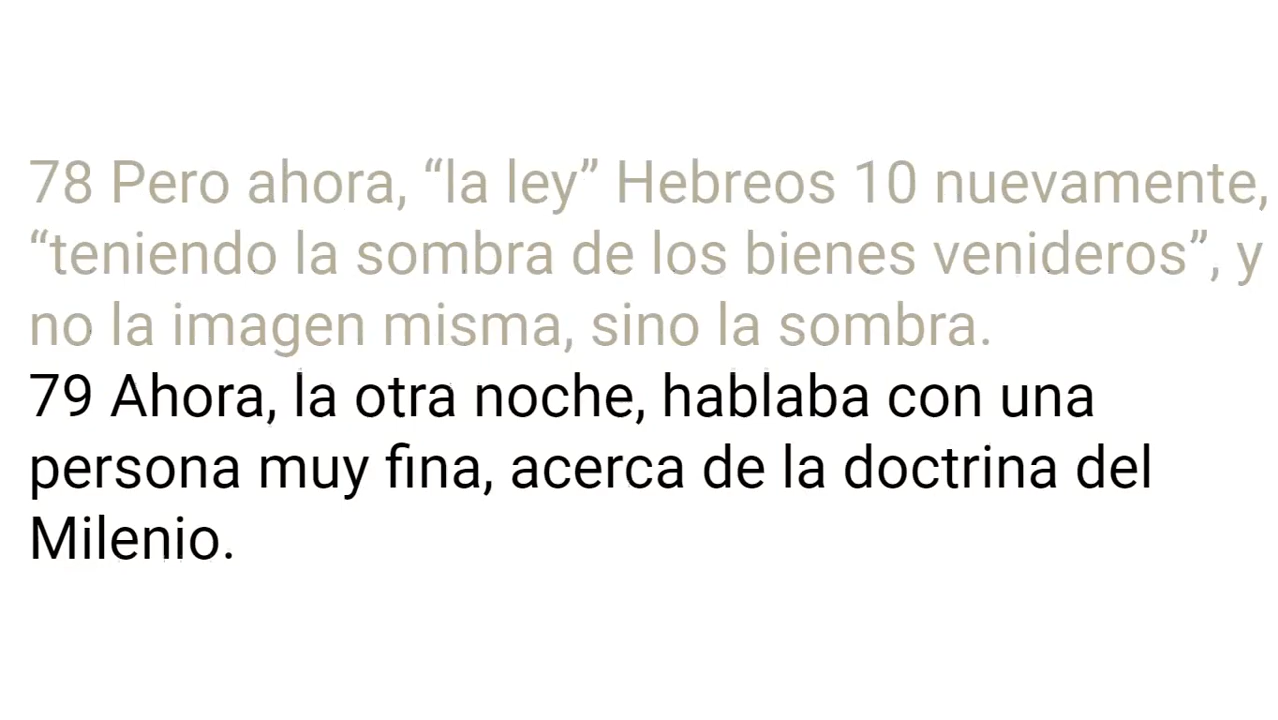 78 Pero ahora, “la ley” Hebreos 10 nuevamente,
“teniendo la sombra de los bienes venideros”, y
no la imagen misma, sino la sombra.
79 Ahora, la otra noche, hablaba con una
persona muy fina, acerca de la doctrina del
Milenio.